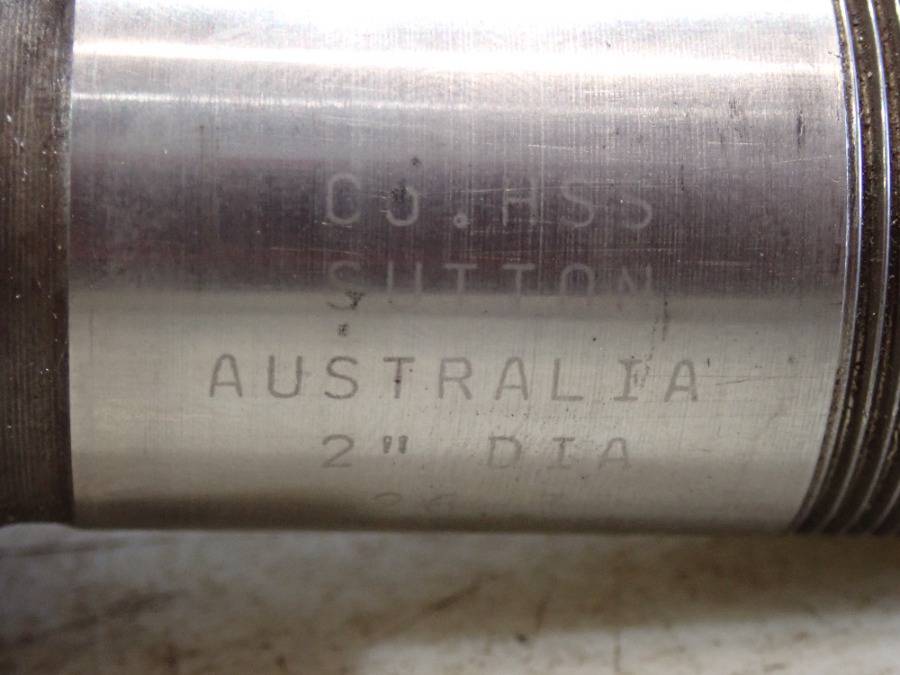 Co.HSS
SUTTON
AUSTRALIA
2" DIA